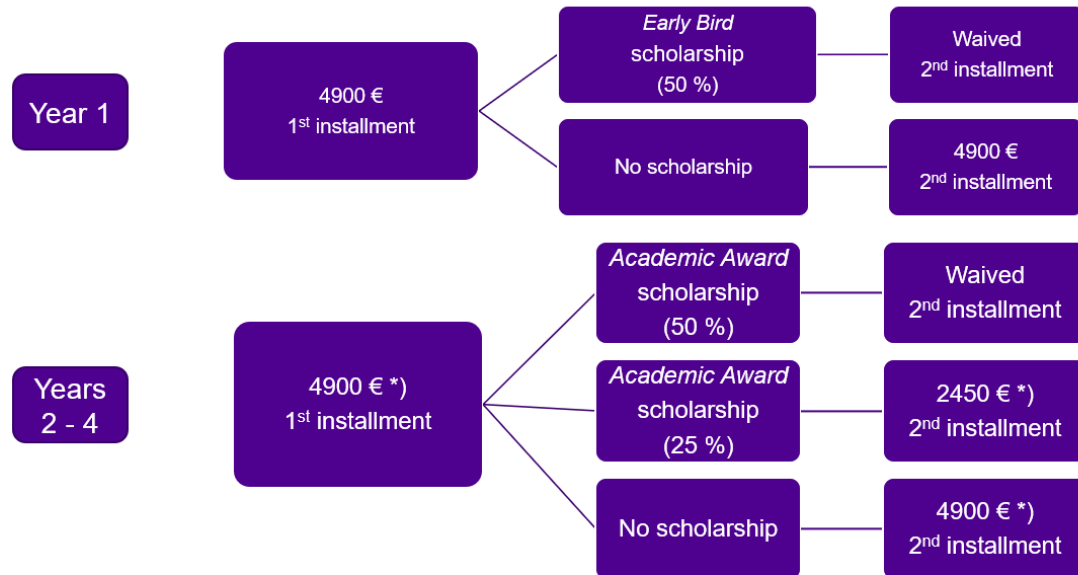 Year 1
4900 €
1st installment
Early Bird
scholarship
(50 %)
Waived
2nd installment
No scholarship
4900 €
2nd installment
Years
2 - 4
4900 € *)
1st installment
Academic Award
scholarship
(50 %)
Waived
2nd installment
Academic Award
scholarship
(25 %)
2450 € *)
2nd installment
No scholarship
4900 € *)
2nd installment